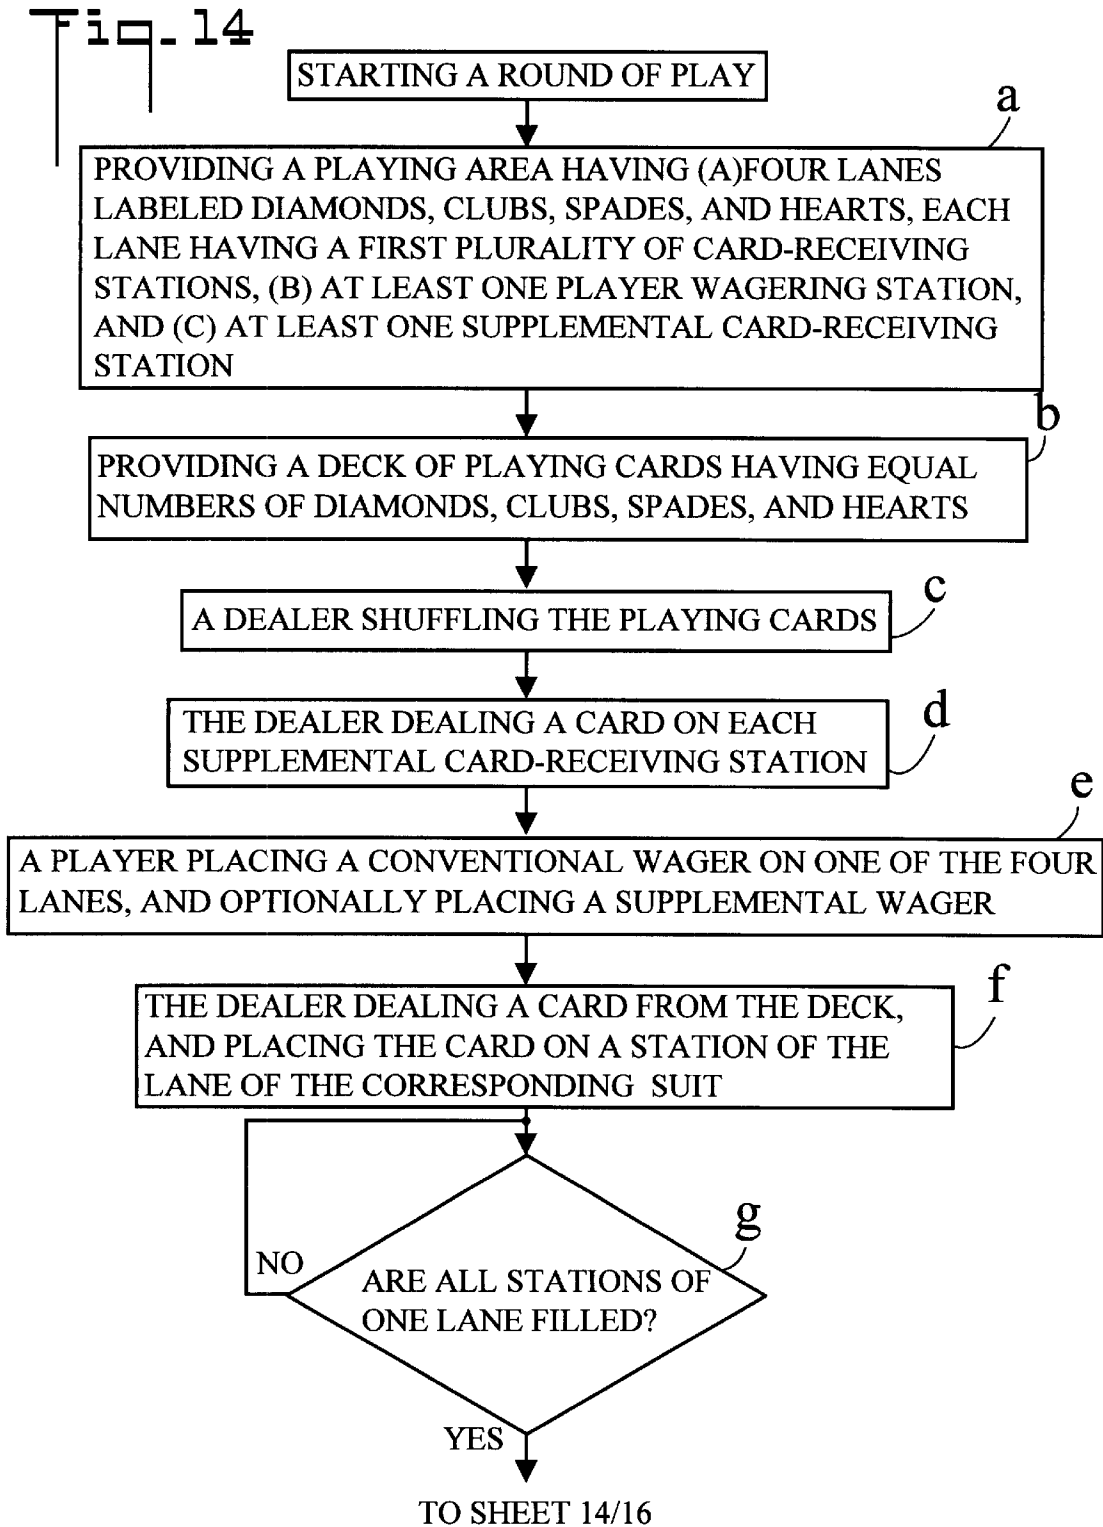 Fig. 14
STARTING A ROUND OF PLAY
a
PROVIDING A PLAYING AREA HAVING (A)FOUR LANES
LABELED DIAMONDS, CLUBS, SPADES, AND HEARTS, EACH
LANE HAVING A FIRST PLURALITY OF CARD-RECEIVING
STATIONS, (B) AT LEAST ONE PLAYER WAGERING STATION,
AND (C) AT LEAST ONE SUPPLEMENTAL CARD-RECEIVING
STATION
b
PROVIDING A DECK OF PLAYING CARDS HAVING EQUAL
NUMBERS OF DIAMONDS, CLUBS, SPADES, AND HEARTS
c
A DEALER SHUFFLING THE PLAYING CARDS
d
THE DEALER DEALING A CARD ON EACH
SUPPLEMENTAL CARD-RECEIVING STATION
e
A PLAYER PLACING A CONVENTIONAL WAGER ON ONE OF THE FOUR
LANES, AND OPTIONALLY PLACING A SUPPLEMENTAL WAGER
f
THE DEALER DEALING A CARD FROM THE DECK,
AND PLACING THE CARD ON A STATION OF THE
LANE OF THE CORRESPONDING SUIT
g
NO
ARE ALL STATIONS OF
ONE LANE FILLED?
YES
TO SHEET 14/16